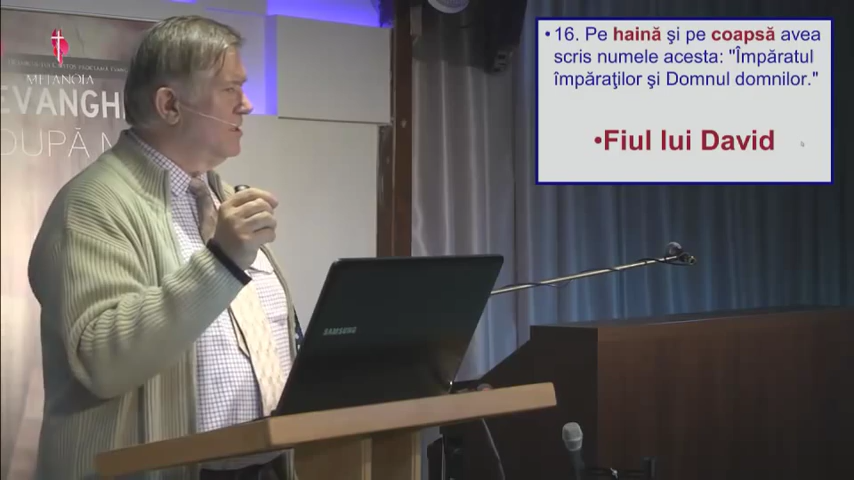 METANOIA
EVANGH
DUPĂ M
SAMSUNG
•16. Pe haină şi pe coapsă avea
scris numele acesta: "Împăratul
împăraţilor şi Domnul domnilor."
•Fiul lui David